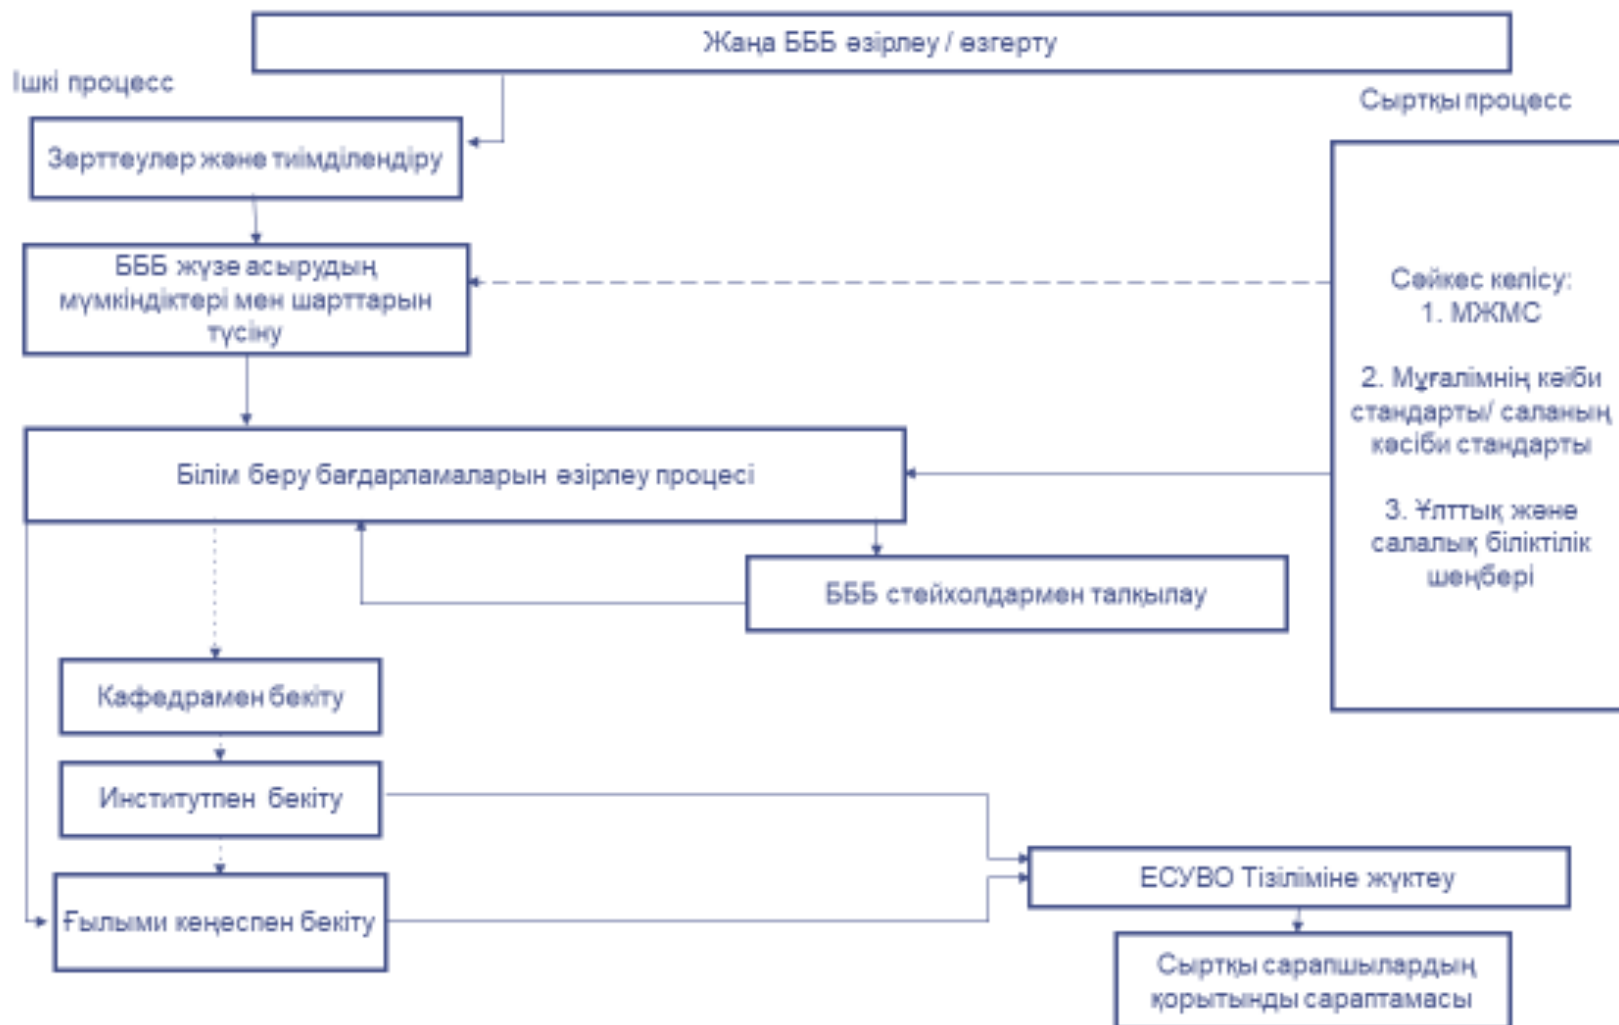 Жаңа БББ әзірлеу / өзгерту
Ішкі процесс
Сыртқы процесс
Зерттеулер және тиімділендіру
БББ жүзе асырудың
мүмкіндіктері мен шарттарын
түсіну
Сәйкес келісу:
1. МЖМС
2. Мұғалімнің кәіби
стандарты/ саланың
кәсіби стандарты
3. Ұлттық және
салалық біліктілік
шеңбері
Білім беру бағдарламаларын әзірлеу процесі
БББ стейхолдармен талқылау
Кафедрамен бекіту
Институтпен бекіту
Ғылыми кеңеспен бекіту
ЕСУВО Тізіліміне жүктеу
Сыртқы сарапшылардың
қорытынды сараптамасы